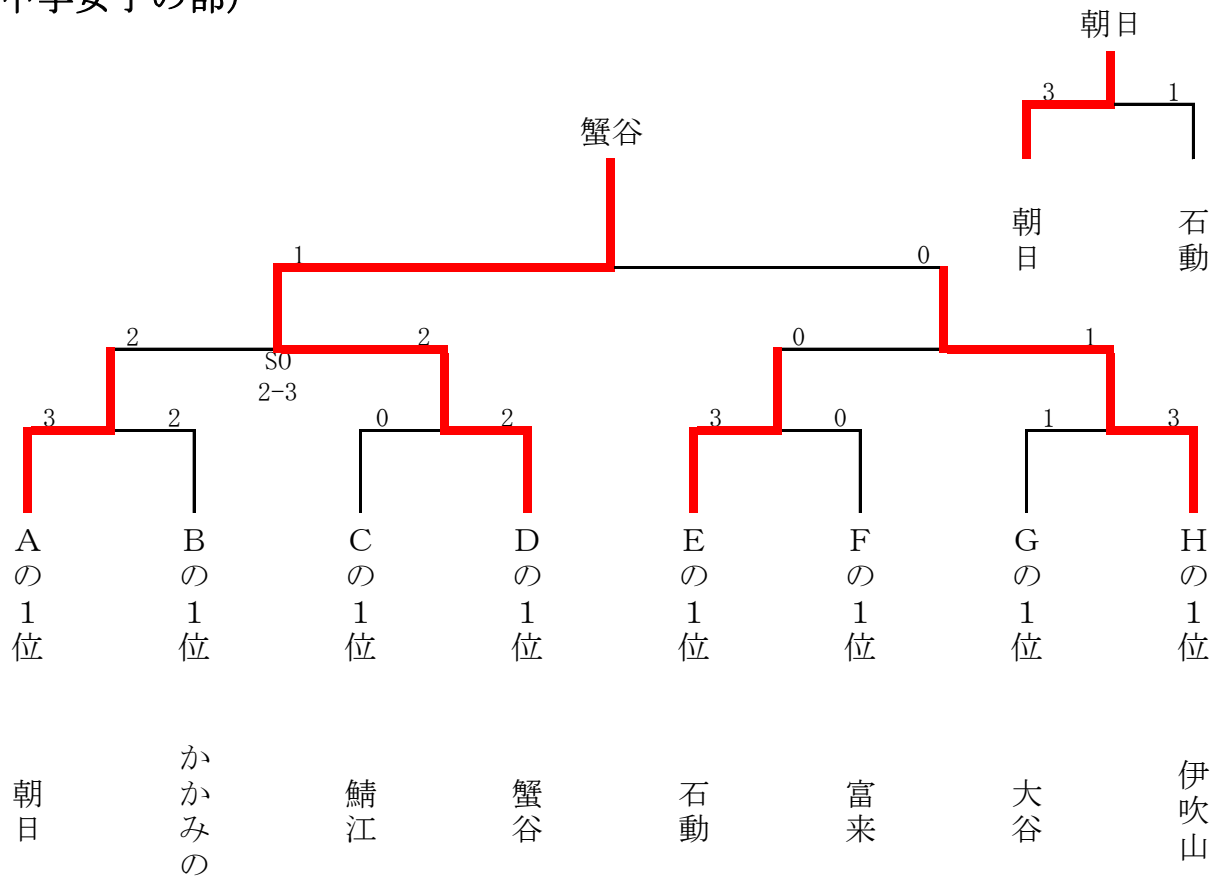 中学女子の部)
朝日
3 1
朝日 石動
蟹谷
1 0
2 2 0 1
SO
2-3
3 2 0 2 3 0 1 3
Aの1位 Bの1位 Cの1位 Dの1位 Eの1位 Fの1位 Gの1位 Hの1位
朝日 かかみの 鯖江 蟹谷 石動 富来 大谷 伊吹山